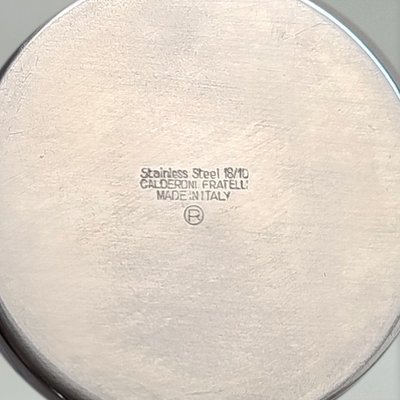 Stainless Steel 18/10
CALDERONI FRATELLI
MADE IN ITALY
®